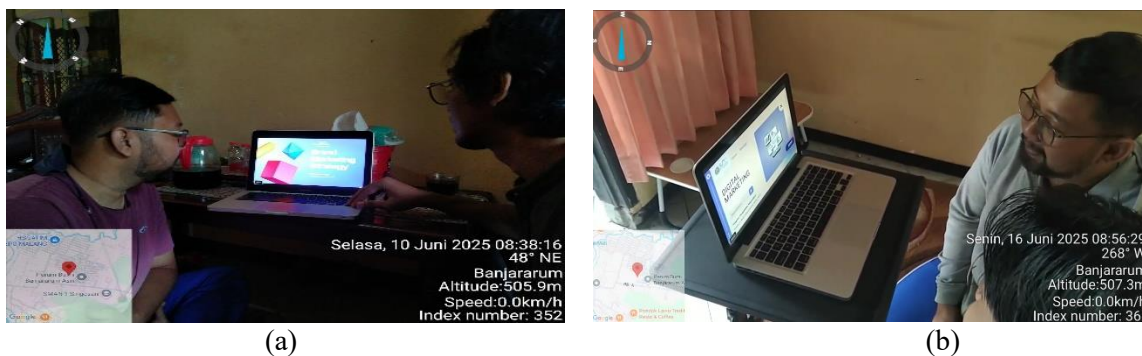 Brand
Marketing
Strategy
Selasa, 10 Juni 2025 08:38:16
48° NE
Banjararum
Altitude:505.9m
Speed:0.0km/h
Index number: 352
Google
(a)
DIGITAL
MARKETING
Senin, 16 Juni 2025 08:56:29
268° W
Banjararum
Altitude:507.3m
Speed:0.0km/h
Index number: 36
Google
(b)